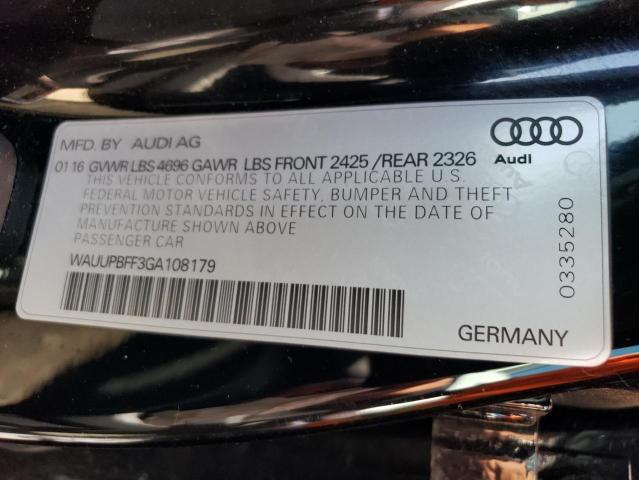 MFD. BY AUDI AG
01 16 GVWR LBS 4696 GAWR LBS FRONT 2425 /REAR 2326
THIS VEHICLE CONFORMS TO ALL APPLICABLE U.S.
FEDERAL MOTOR VEHICLE SAFETY, BUMPER AND THEFT
PREVENTION STANDARDS IN EFFECT ON THE DATE OF
MANUFACTURE SHOWN ABOVE
PASSENGER CAR
WAUUPBFF3GA108179
Audi
0335280
GERMANY